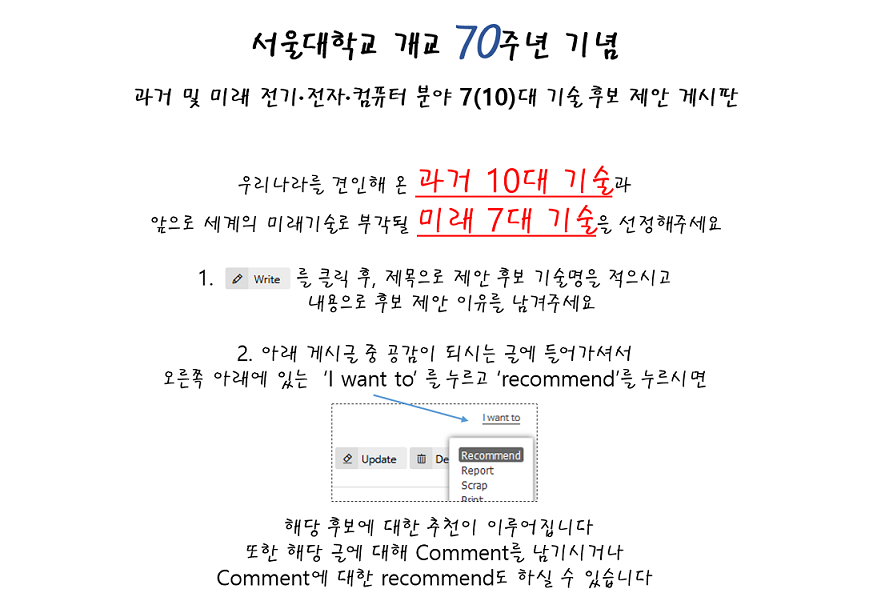 서울대학교 개교 70주년 기념
과거 및 미래 전기·전자·컴퓨터 분야 7(10)대 기술 후보 제안 게시판
우리나라를 견인해 온 과거 10대 기술과
앞으로 세계의 미래기술로 부각될 미래 7대 기술을 선정해주세요
1. Write 를 클릭 후, 제목으로 제안 후보 기술명을 적으시고
내용으로 후보 제안 이유를 남겨주세요
2. 아래 게시글 중 공감이 되시는 글에 들어가셔서
오른쪽 아래에 있는 'I want to' 를 누르고 'recommend'를 누르시면
I want to
Update De
Recommend
Report
Scrap
Print
해당 후보에 대한 추천이 이루어집니다
또한 해당 글에 대해 Comment를 남기시거나
Comment에 대한 recommend도 하실 수 있습니다